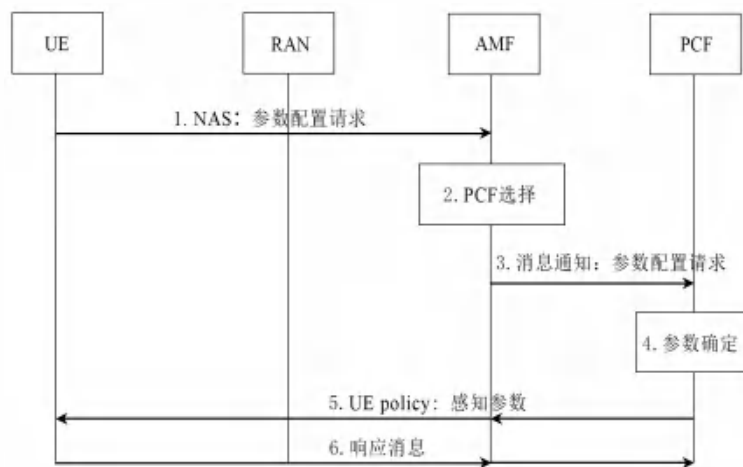 UE
RAN
AMF
PCF
1. NAS：参数配置请求
2. PCF选择
3. 消息通知：参数配置请求
4. 参数确定
5. UE policy：感知参数
6. 响应消息